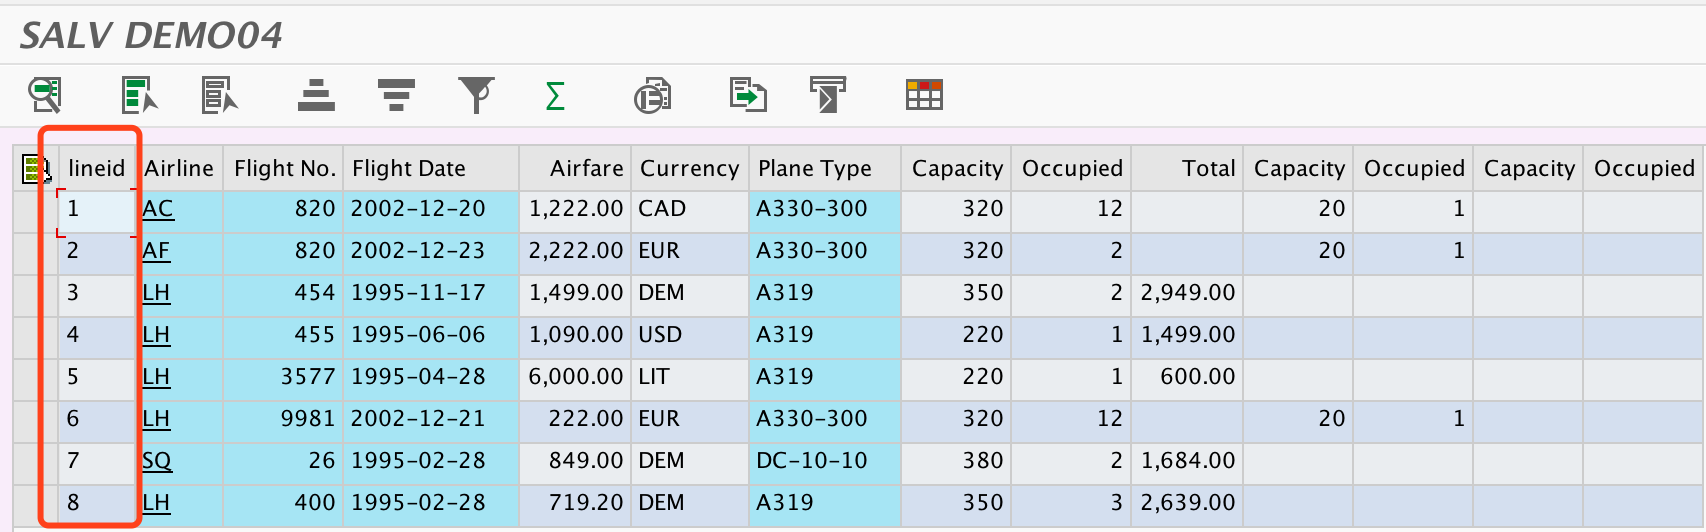 SALV DEMO04
lineid Airline Flight No. Flight Date Airfare Currency Plane Type Capacity Occupied Total Capacity Occupied Capacity Occupied
1 AC 820 2002-12-20 1,222.00 CAD A330-300 320 12 20 1
2 AF 820 2002-12-23 2,222.00 EUR A330-300 320 2 20 1
3 LH 454 1995-11-17 1,499.00 DEM A319 350 2 2,949.00
4 LH 455 1995-06-06 1,090.00 USD A319 220 1 1,499.00
5 LH 3577 1995-04-28 6,000.00 LIT A319 220 1 600.00
6 LH 9981 2002-12-21 222.00 EUR A330-300 320 12 20 1
7 SQ 26 1995-02-28 849.00 DEM DC-10-10 380 2 1,684.00
8 LH 400 1995-02-28 719.20 DEM A319 350 3 2,639.00